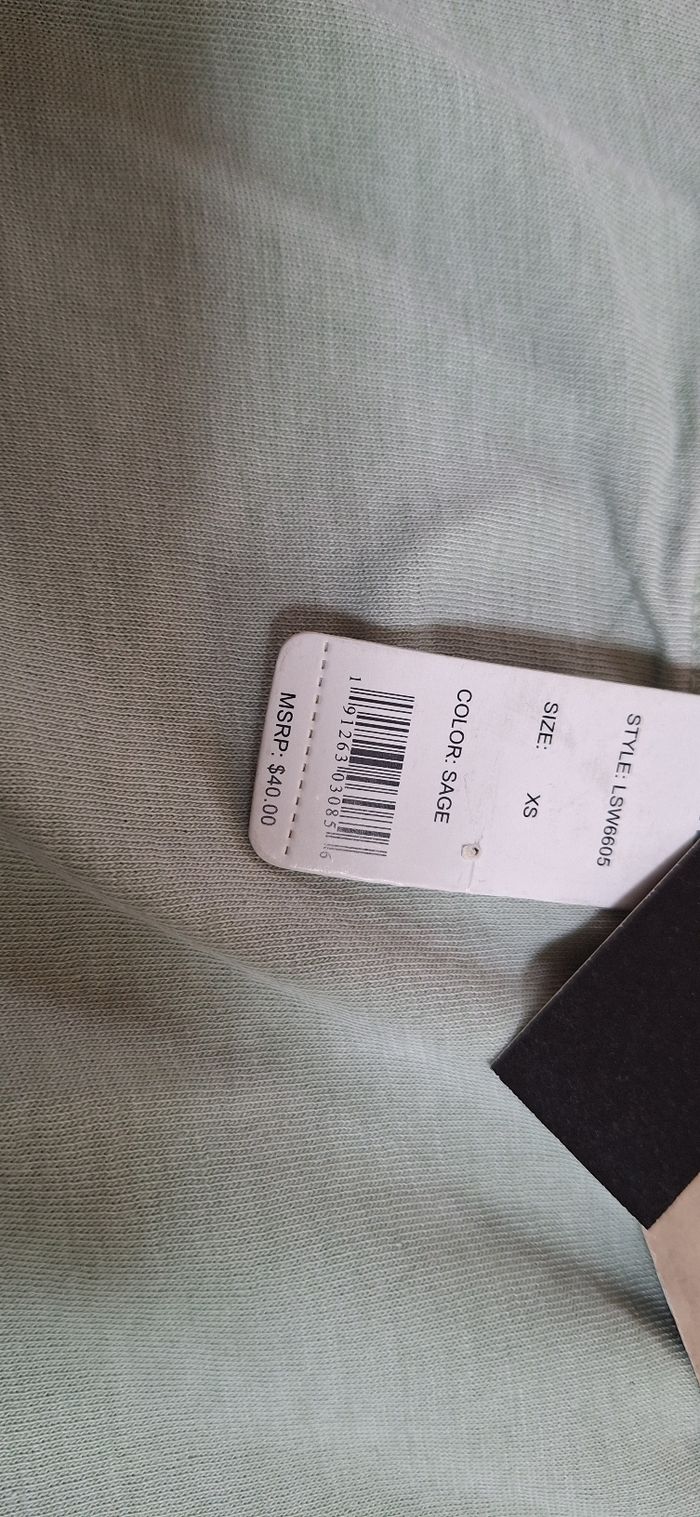 STYLE: LSW6605
SIZE: XS
COLOR: SAGE
1 91263 03085 6
MSRP: $40.00